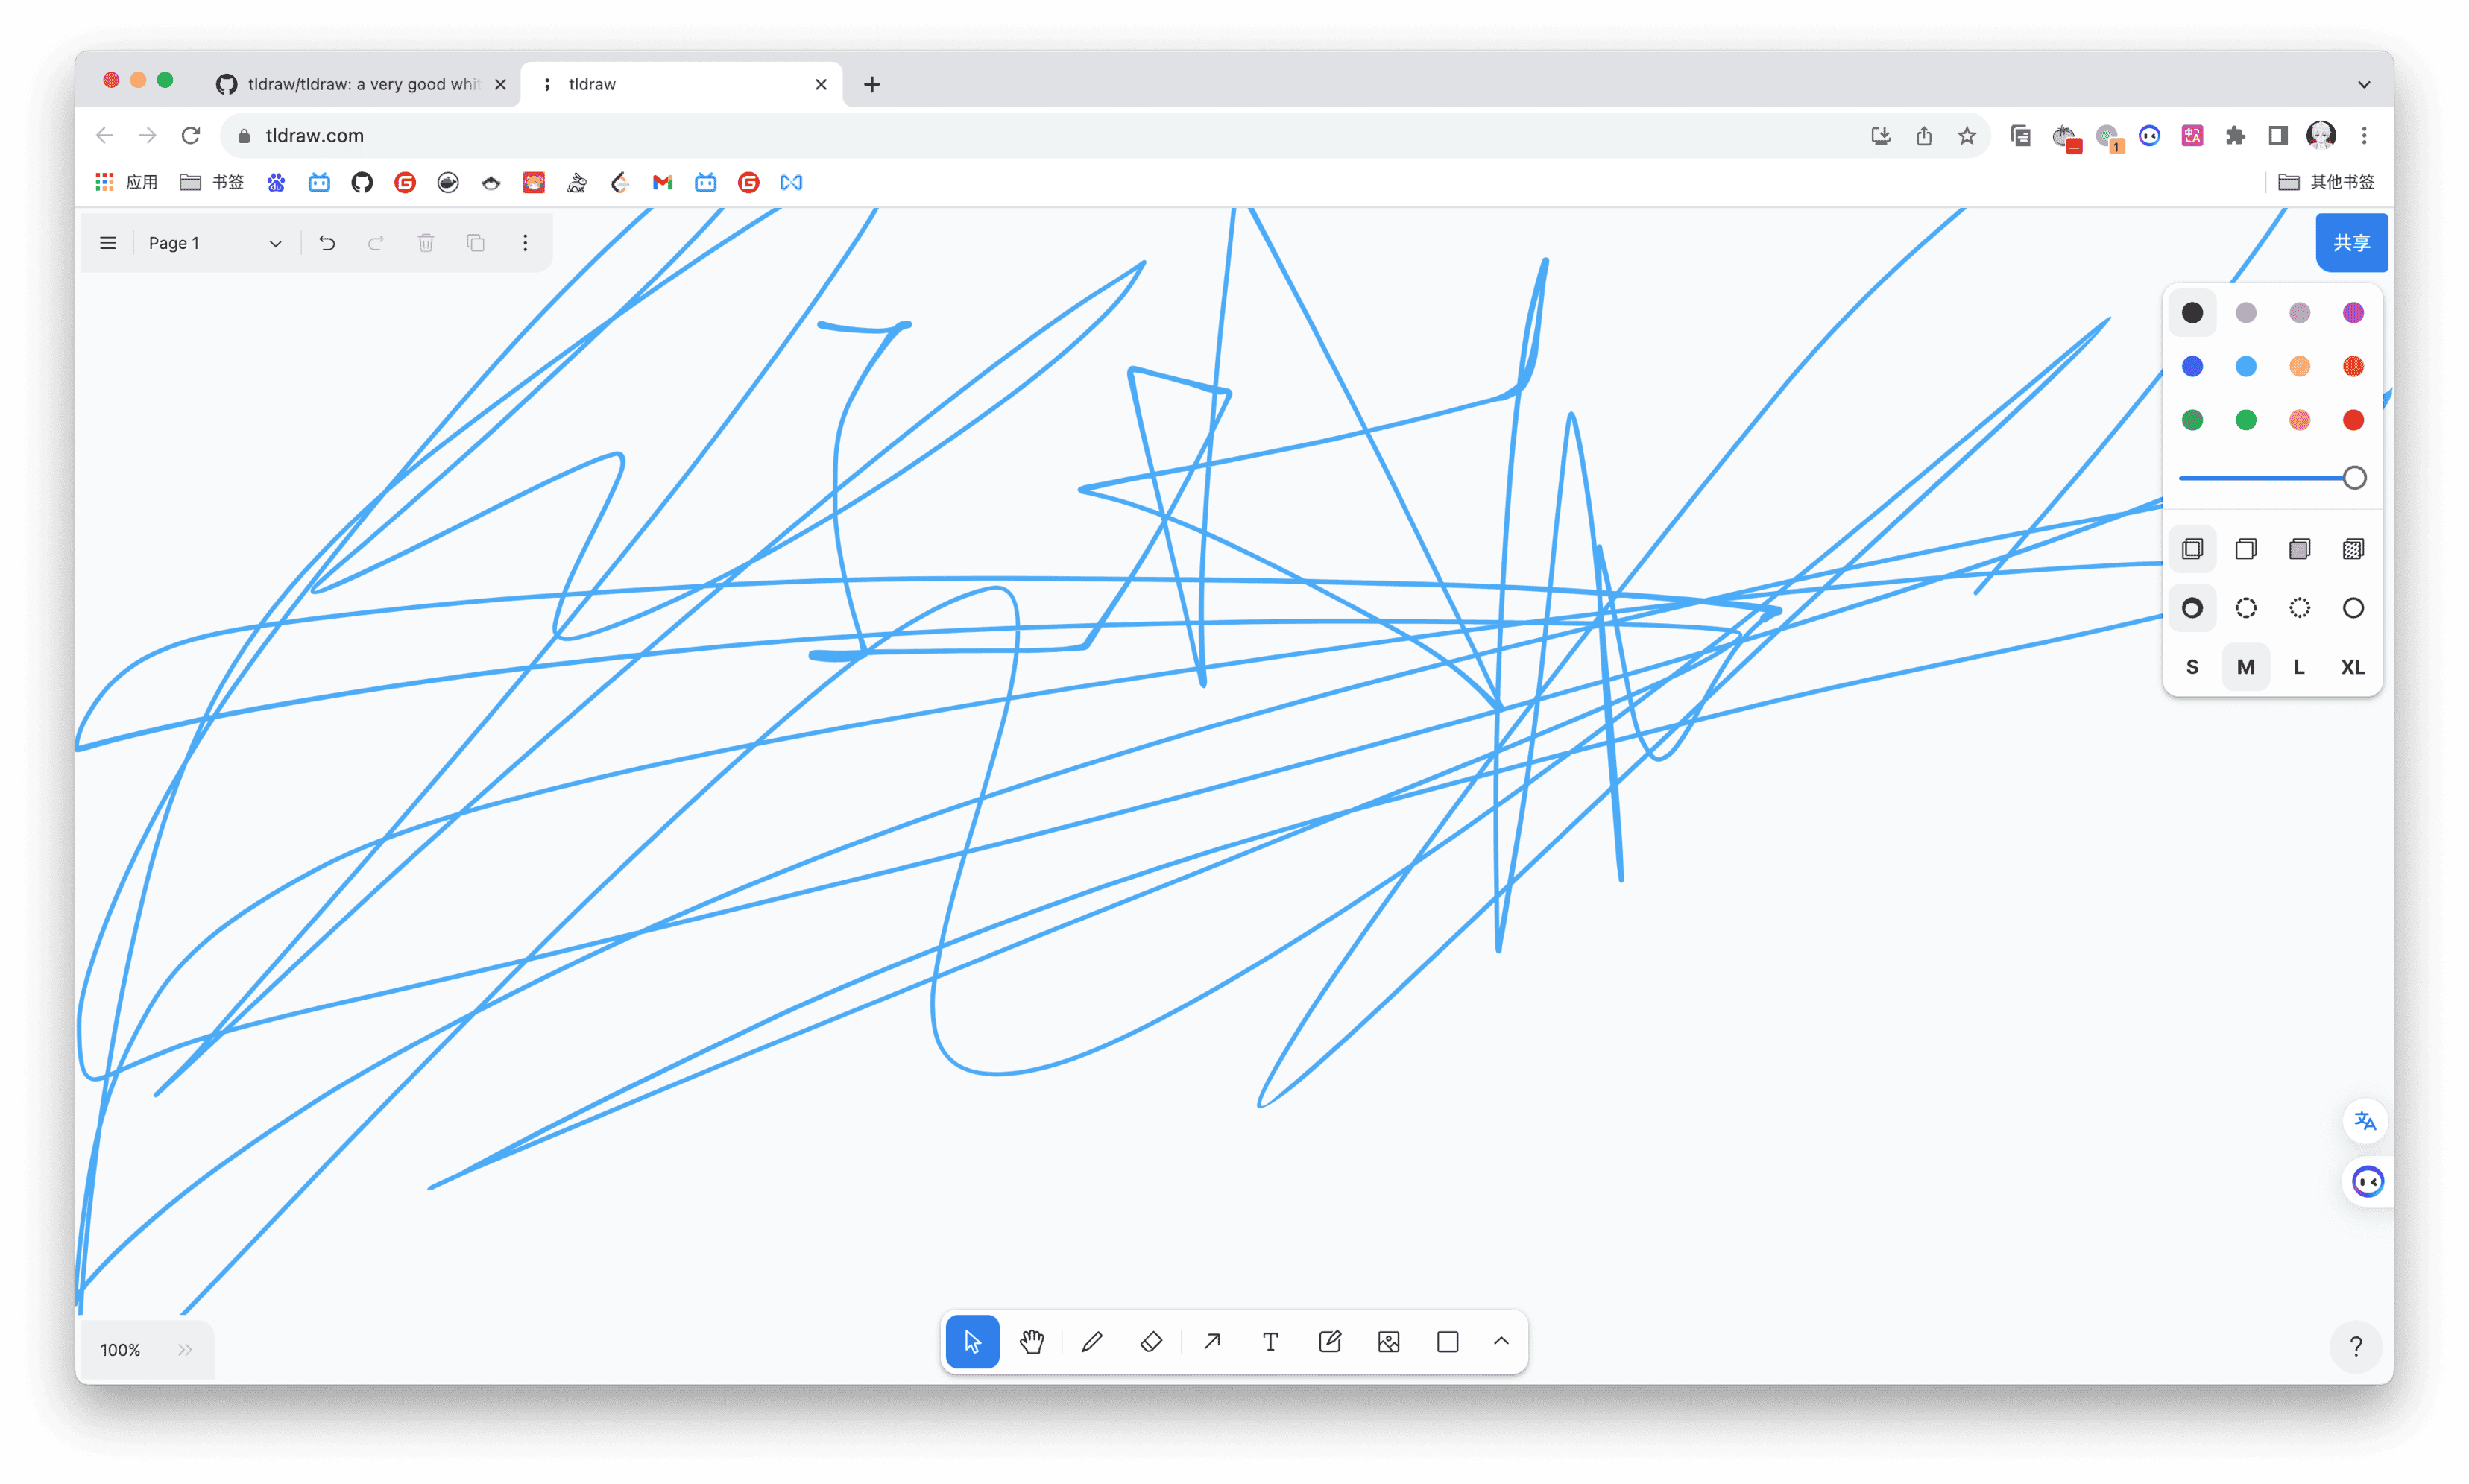 tldraw/tldraw: a very good whit
tldraw
tldraw.com
1
应用 书签 其他书签
Page 1
共享
S M L XL
100%
?